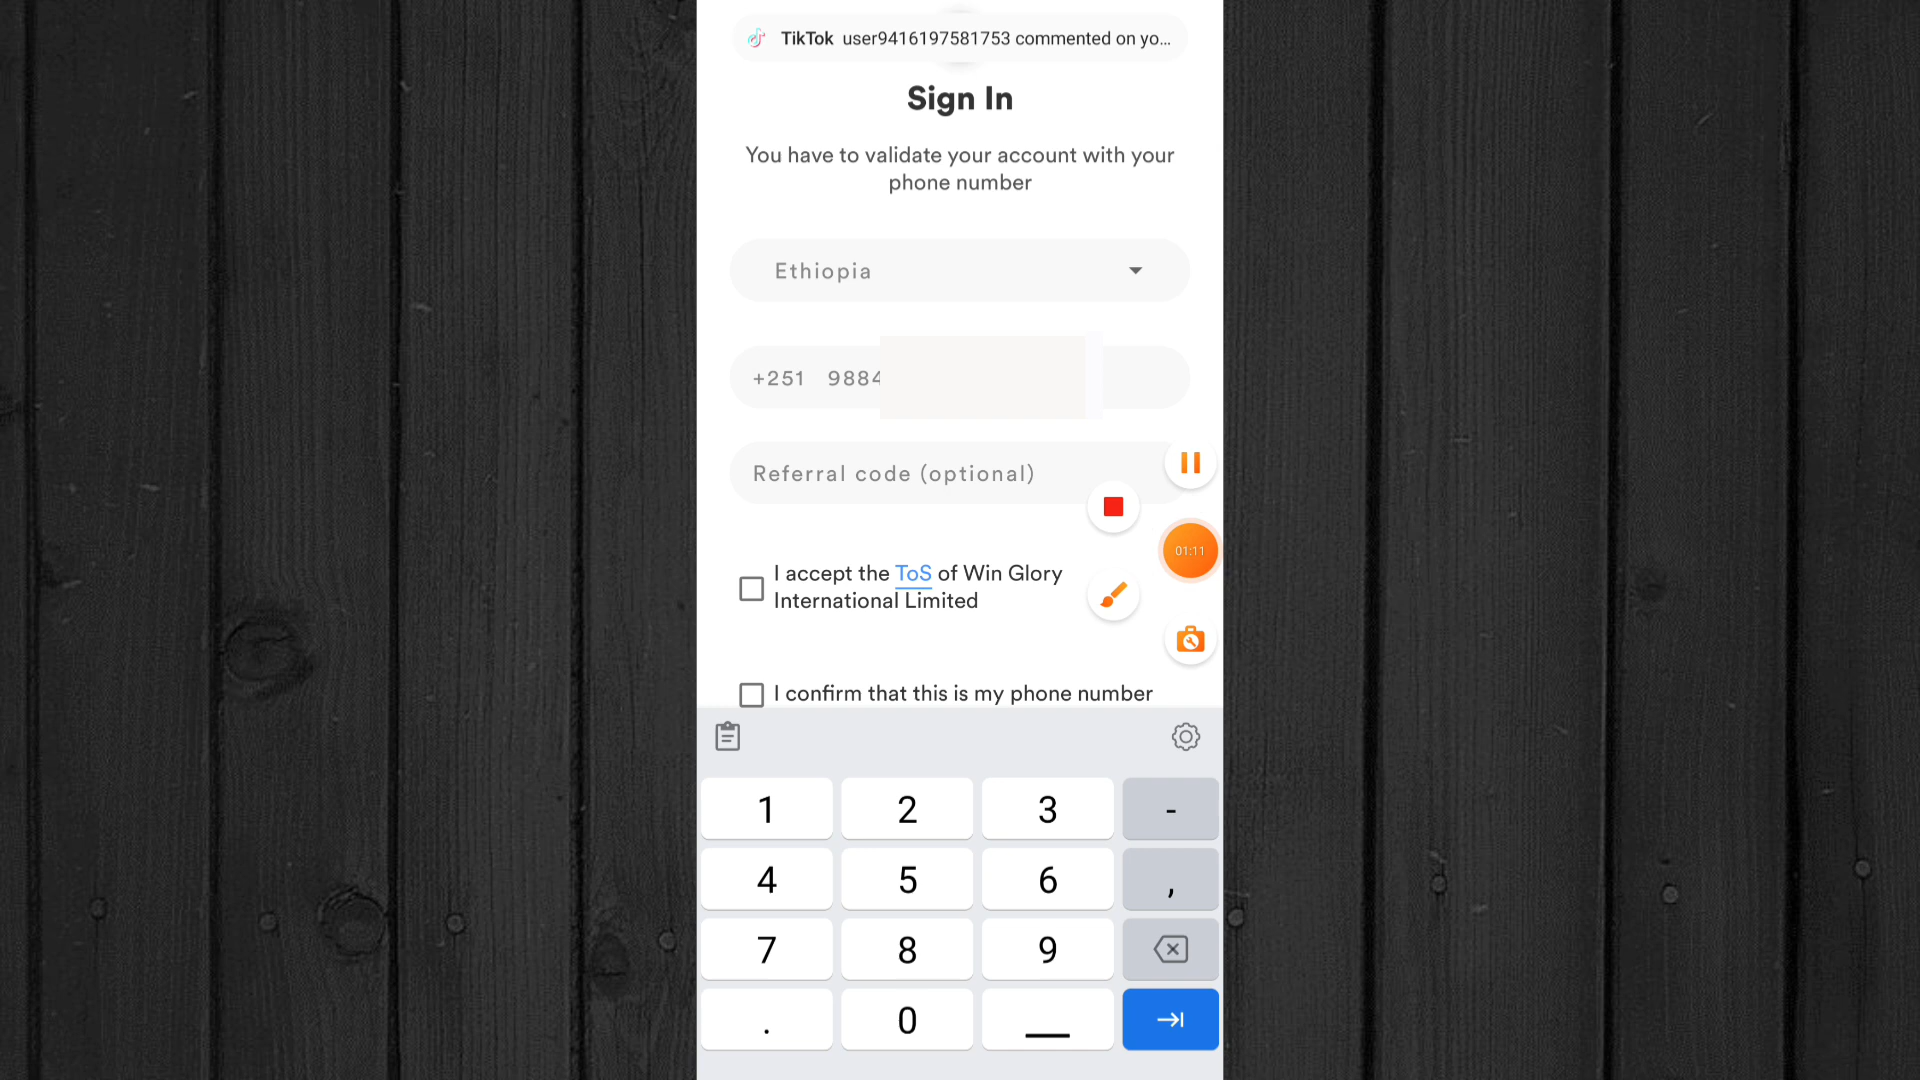 TikTok user9416197581753 commented on yo...
Sign In
You have to validate your account with your
phone number
Ethiopia
+251 9884
Referral code (optional)
01:11
I accept the ToS of Win Glory
International Limited
I confirm that this is my phone number
1 2 3 -
4 5 6 ,
7 8 9
. 0